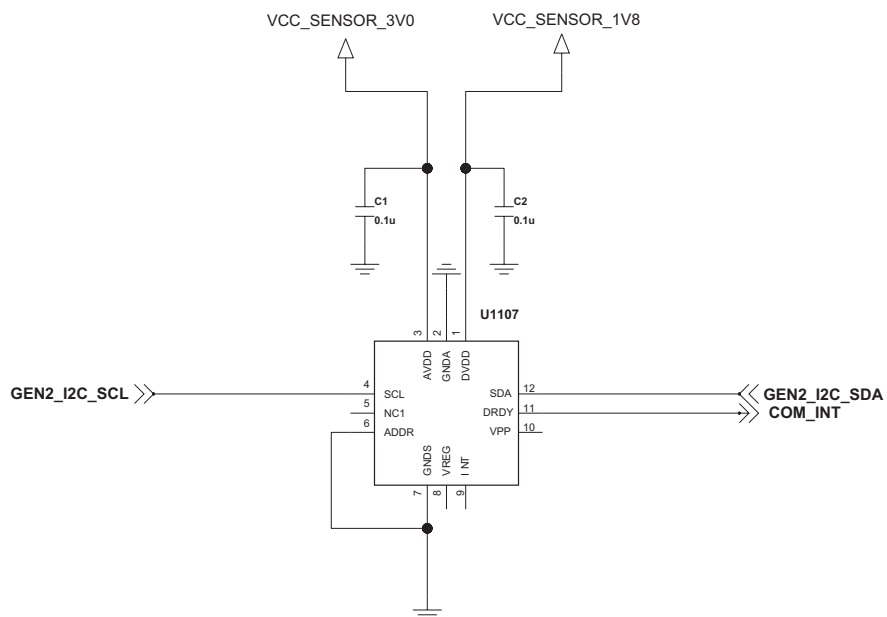 VCC_SENSOR_3V0
VCC_SENSOR_1V8
C1
0.1u
C2
0.1u
U1107
3
2
1
AVDD
GNDA
DVDD
GEN2_I2C_SCL
4
SCL
5
NC1
6
ADDR
SDA
12
GEN2_I2C_SDA
DRDY
11
COM_INT
VPP
10
GNDS
VREG
INT
7
8
9